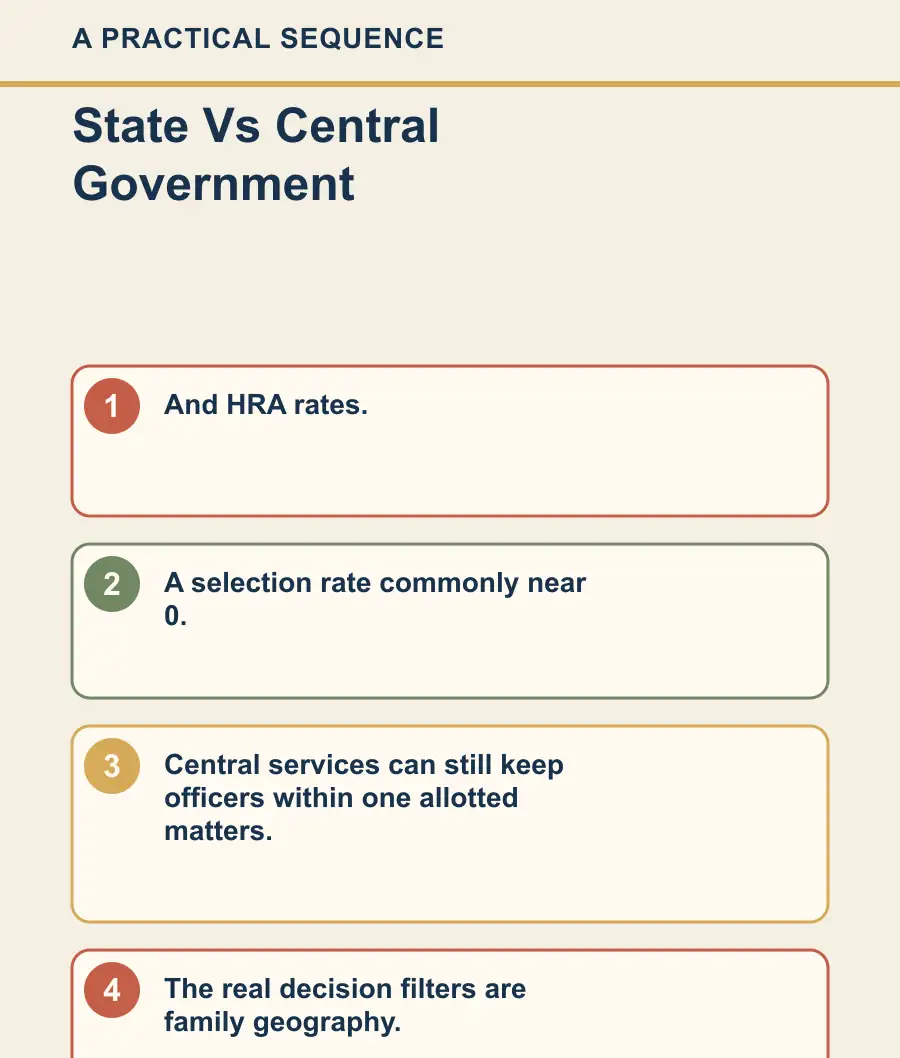 A PRACTICAL SEQUENCE
State Vs Central
Government
1
And HRA rates.
2
A selection rate commonly near
0.
3
Central services can still keep
officers within one allotted
matters.
4
The real decision filters are
family geography.